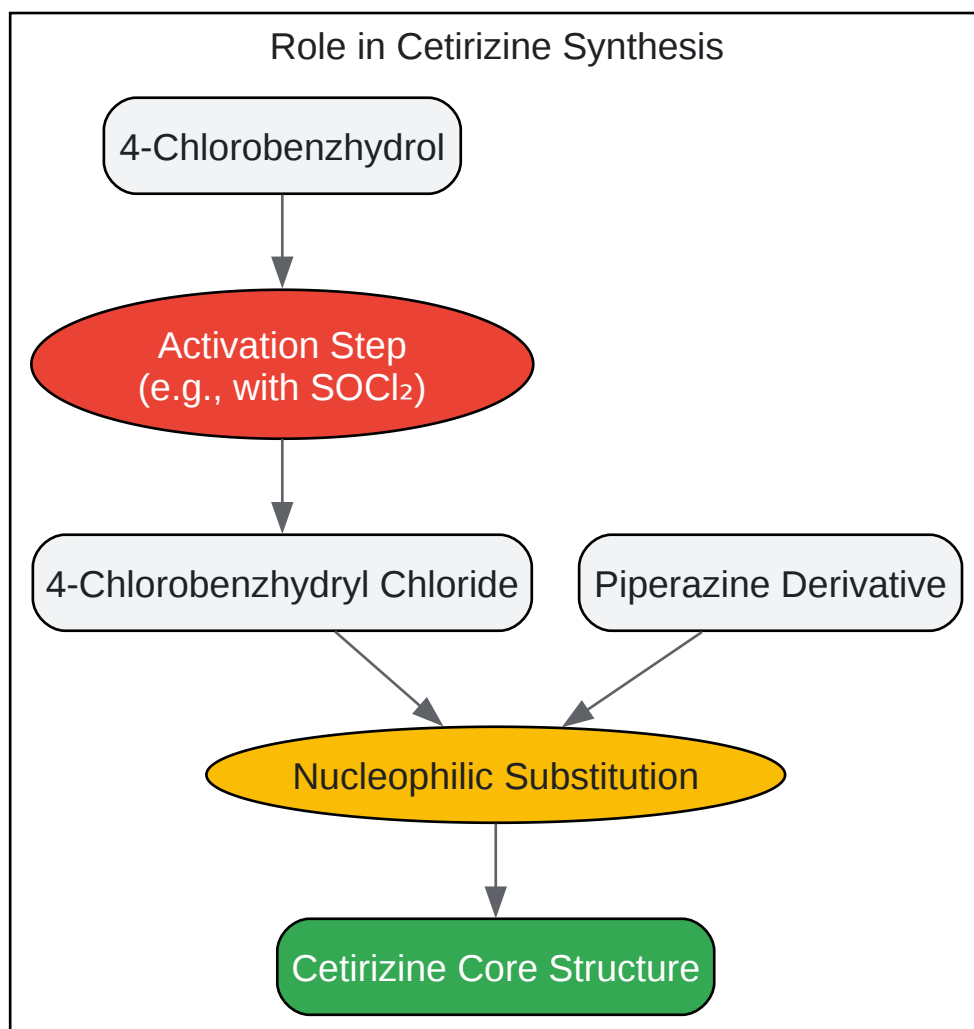 Role in Cetirizine Synthesis
4-Chlorobenzhydrol
Activation Step
(e.g., with SOCl₂)
4-Chlorobenzhydryl Chloride
Piperazine Derivative
Nucleophilic Substitution
Cetirizine Core Structure